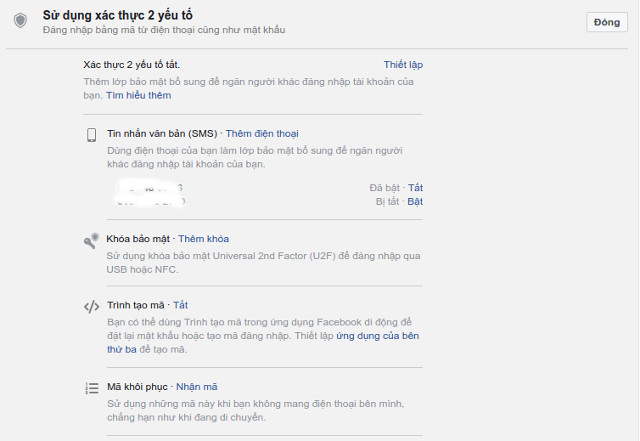 Sử dụng xác thực 2 yếu tố
Đăng nhập bằng mã từ điện thoại cũng như mật khẩu
Đóng
Xác thực 2 yếu tố tắt. Thiết lập
Thêm lớp bảo mật bổ sung để ngăn người khác đăng nhập tài khoản của
bạn. Tìm hiểu thêm
Tin nhắn văn bản (SMS) · Thêm điện thoại
Dùng điện thoại của bạn làm lớp bảo mật bổ sung để ngăn người
khác đăng nhập tài khoản của bạn.
Đã bật · Tắt
Bị tắt · Bật
Khóa bảo mật · Thêm khóa
Sử dụng khóa bảo mật Universal 2nd Factor (U2F) để đăng nhập qua
USB hoặc NFC.
Trình tạo mã · Tắt
Bạn có thể dùng Trình tạo mã trong ứng dụng Facebook di động để
đặt lại mật khẩu hoặc tạo mã đăng nhập. Thiết lập ứng dụng của bên
thứ ba để tạo mã.
Mã khôi phục · Nhận mã
Sử dụng những mã này khi bạn không mang điện thoại bên mình,
chẳng hạn như khi đang di chuyển.